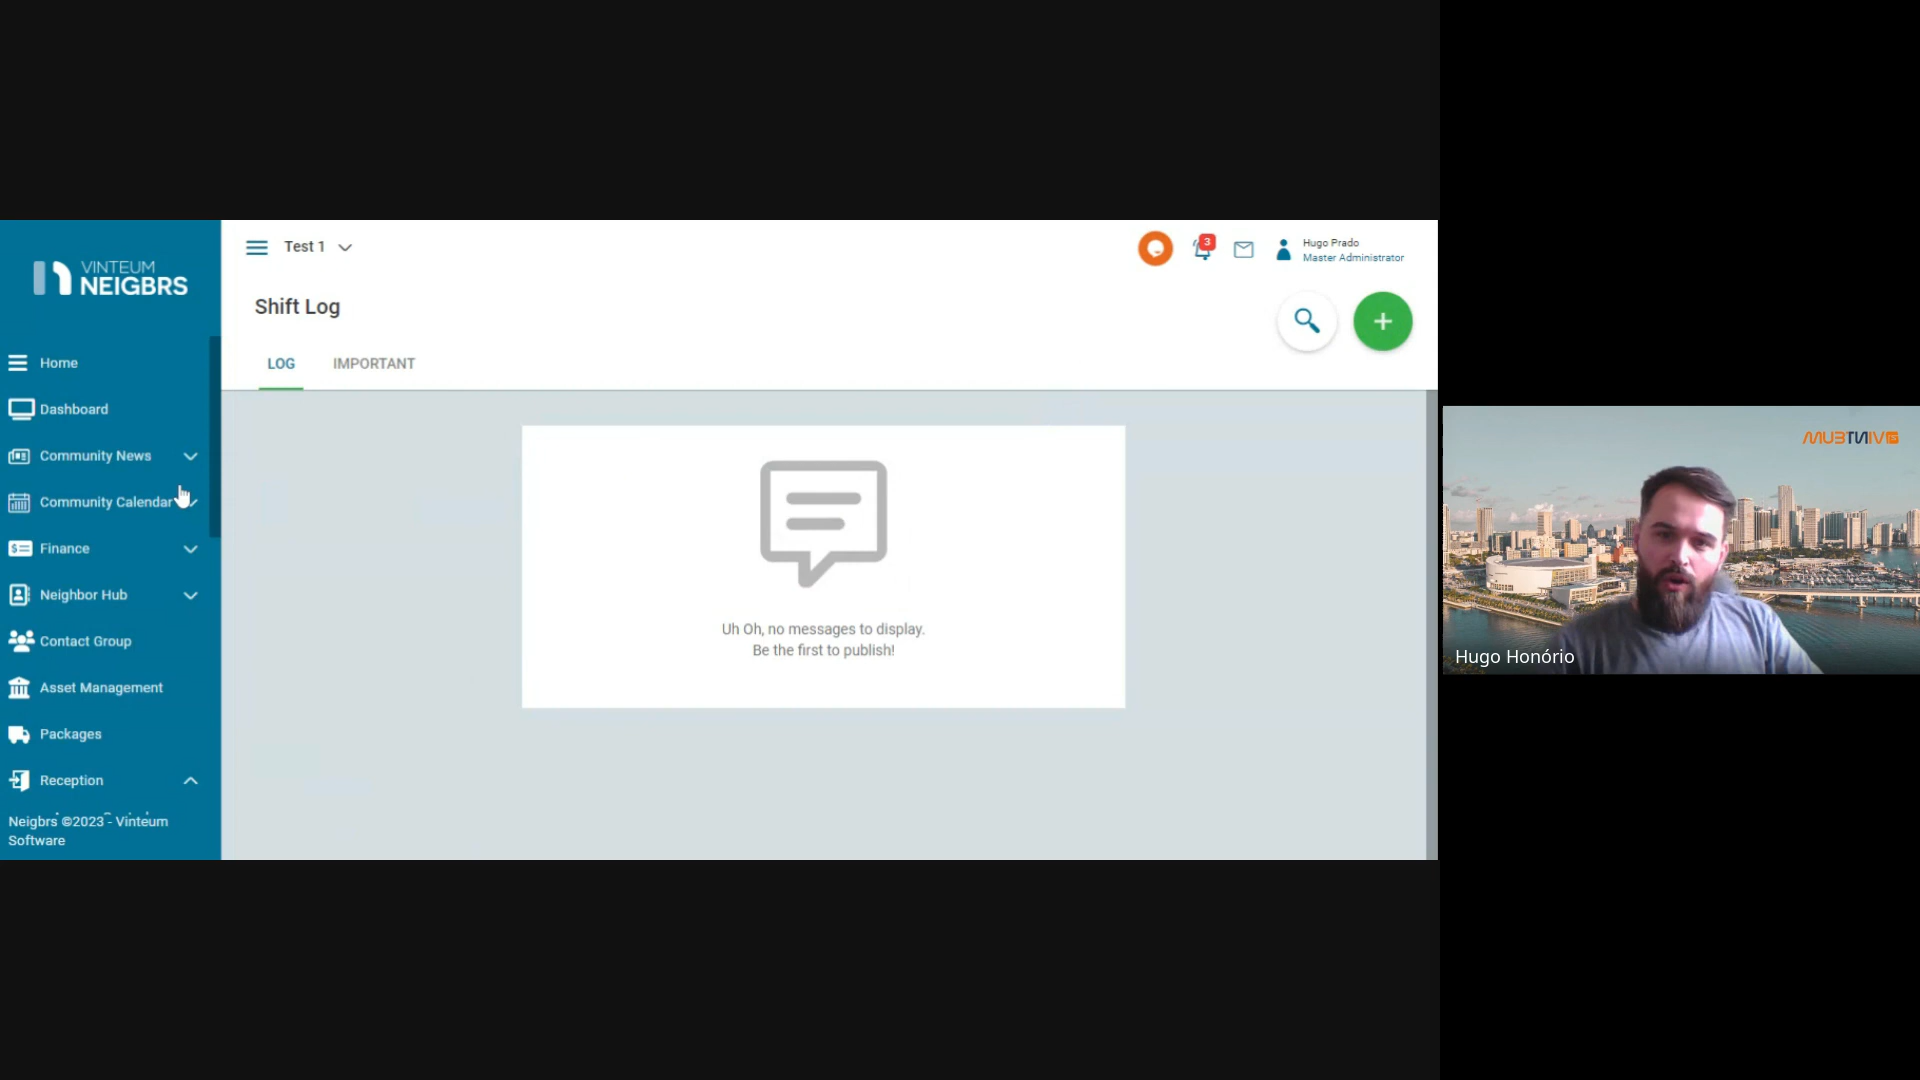 VINTEUM
NEIGBRS
Home
Dashboard
Community News
Community Calendar
Finance
Neighbor Hub
Contact Group
Asset Management
Packages
Reception
Neigbrs ©2023 - Vinteum
Software
Test 1
3
Hugo Prado
Master Administrator
Shift Log
LOG
IMPORTANT
Uh Oh, no messages to display.
Be the first to publish!
VINTEUM
Hugo Honório